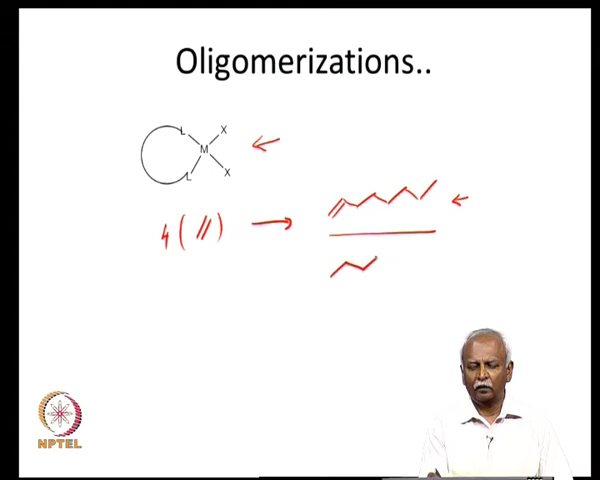 Oligomerizations..
L
X
M
L
X
4 ( // ) →
NPTEL